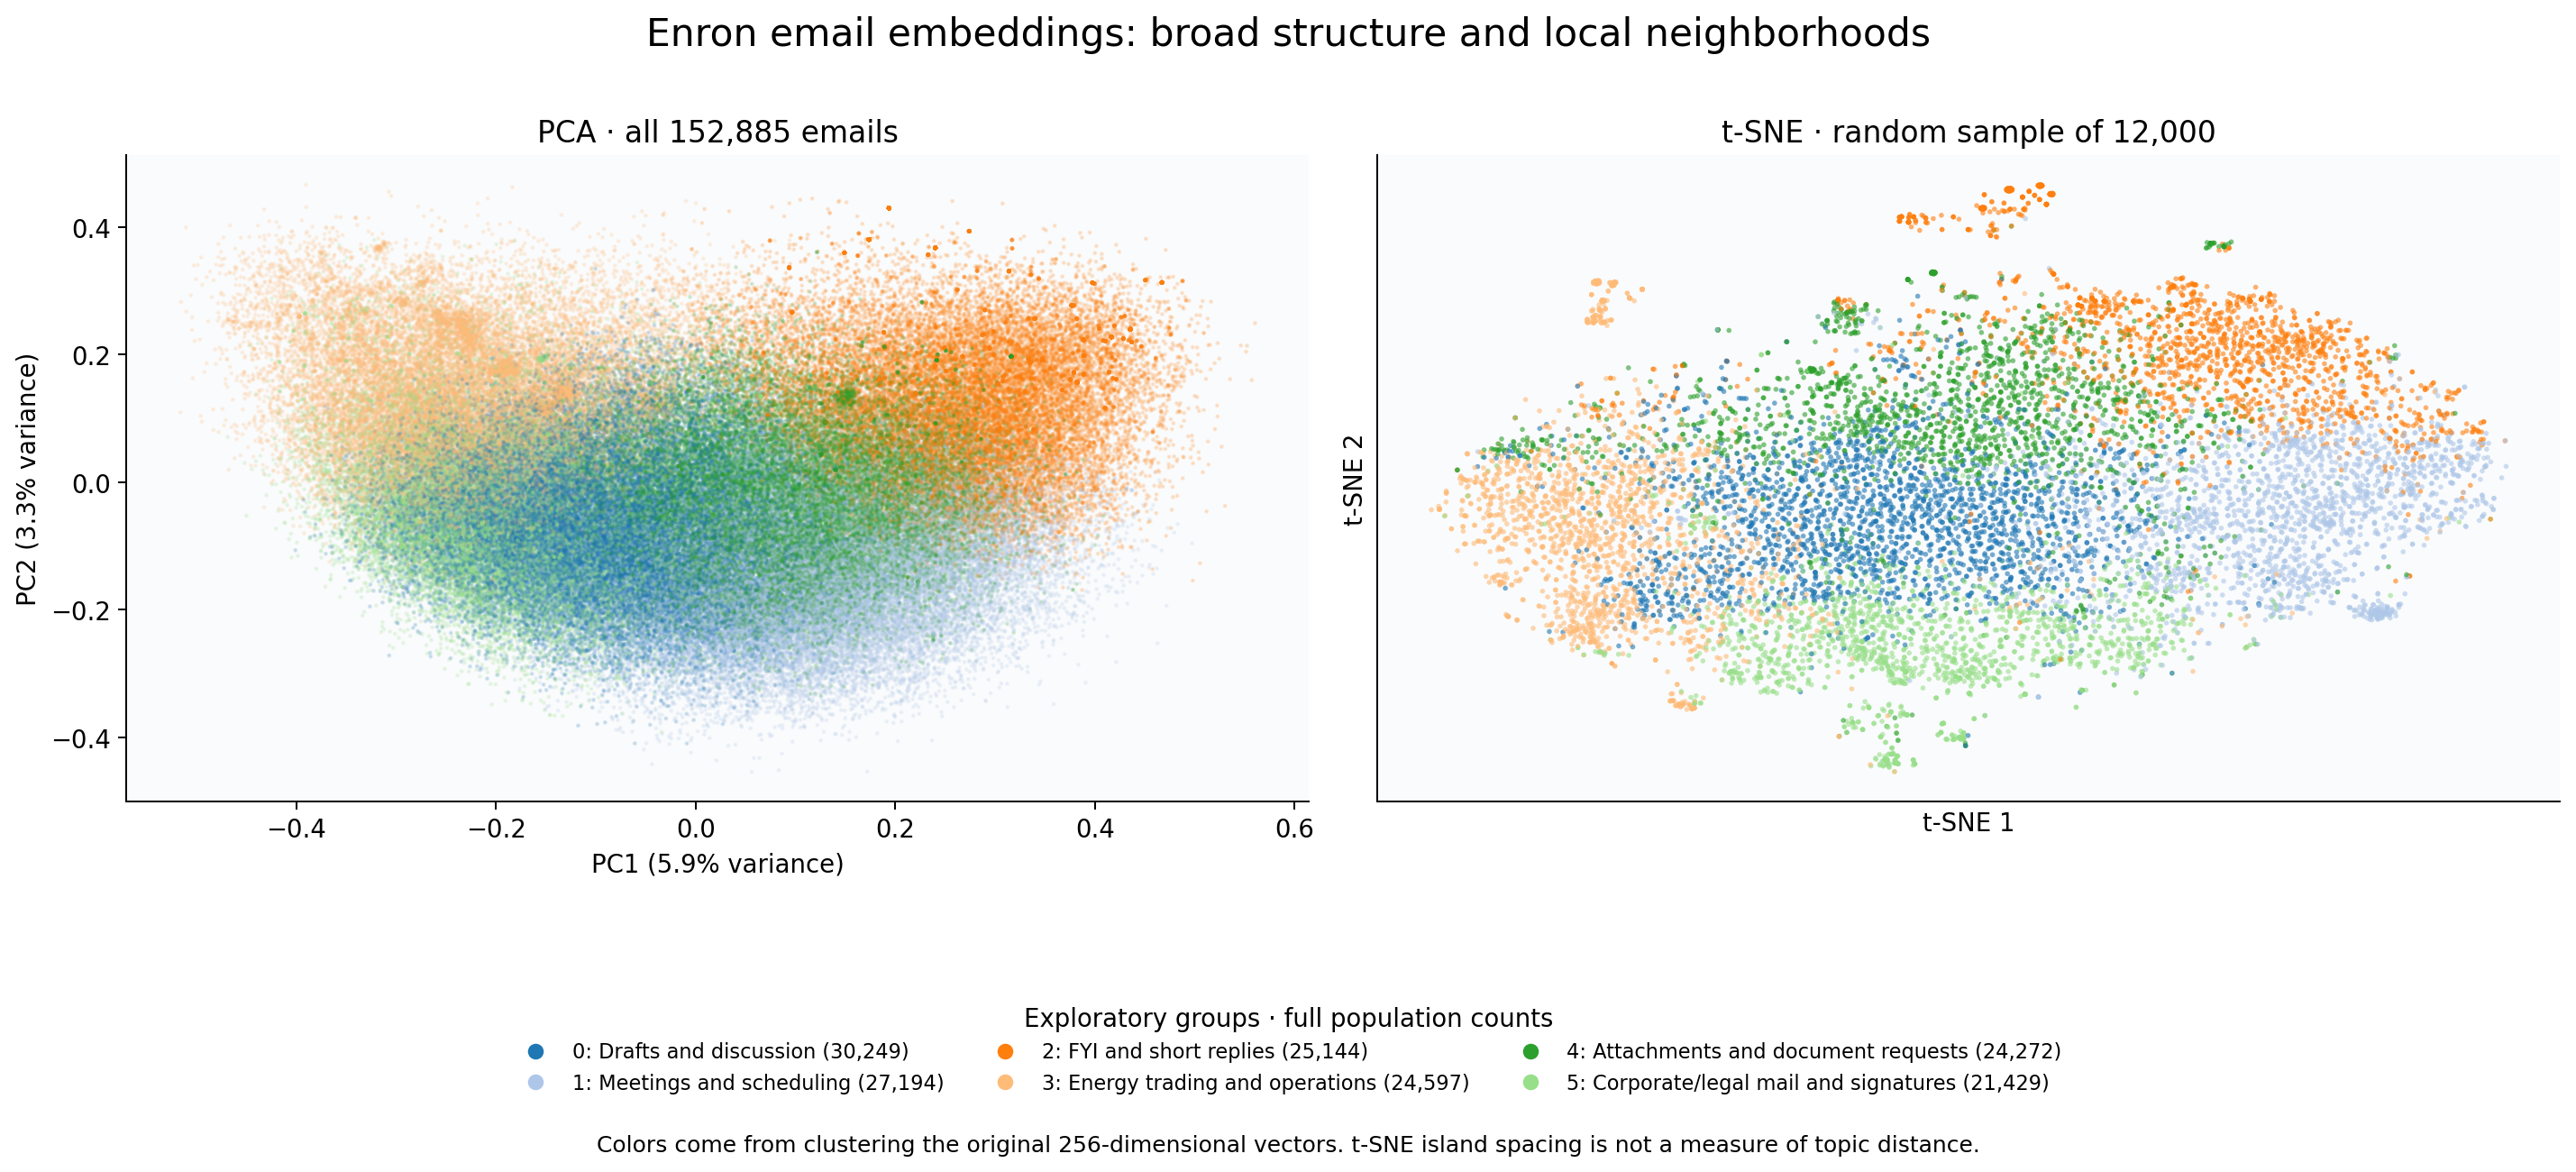 Enron email embeddings: broad structure and local neighborhoods
PCA · all 152,885 emails
PC2 (3.3% variance)
0.4
0.2
0.0
−0.2
−0.4
−0.4
−0.2
0.0
0.2
0.4
0.6
PC1 (5.9% variance)
t-SNE · random sample of 12,000
t-SNE 2
t-SNE 1
Exploratory groups · full population counts
0: Drafts and discussion (30,249)
1: Meetings and scheduling (27,194)
2: FYI and short replies (25,144)
3: Energy trading and operations (24,597)
4: Attachments and document requests (24,272)
5: Corporate/legal mail and signatures (21,429)
Colors come from clustering the original 256-dimensional vectors. t-SNE island spacing is not a measure of topic distance.